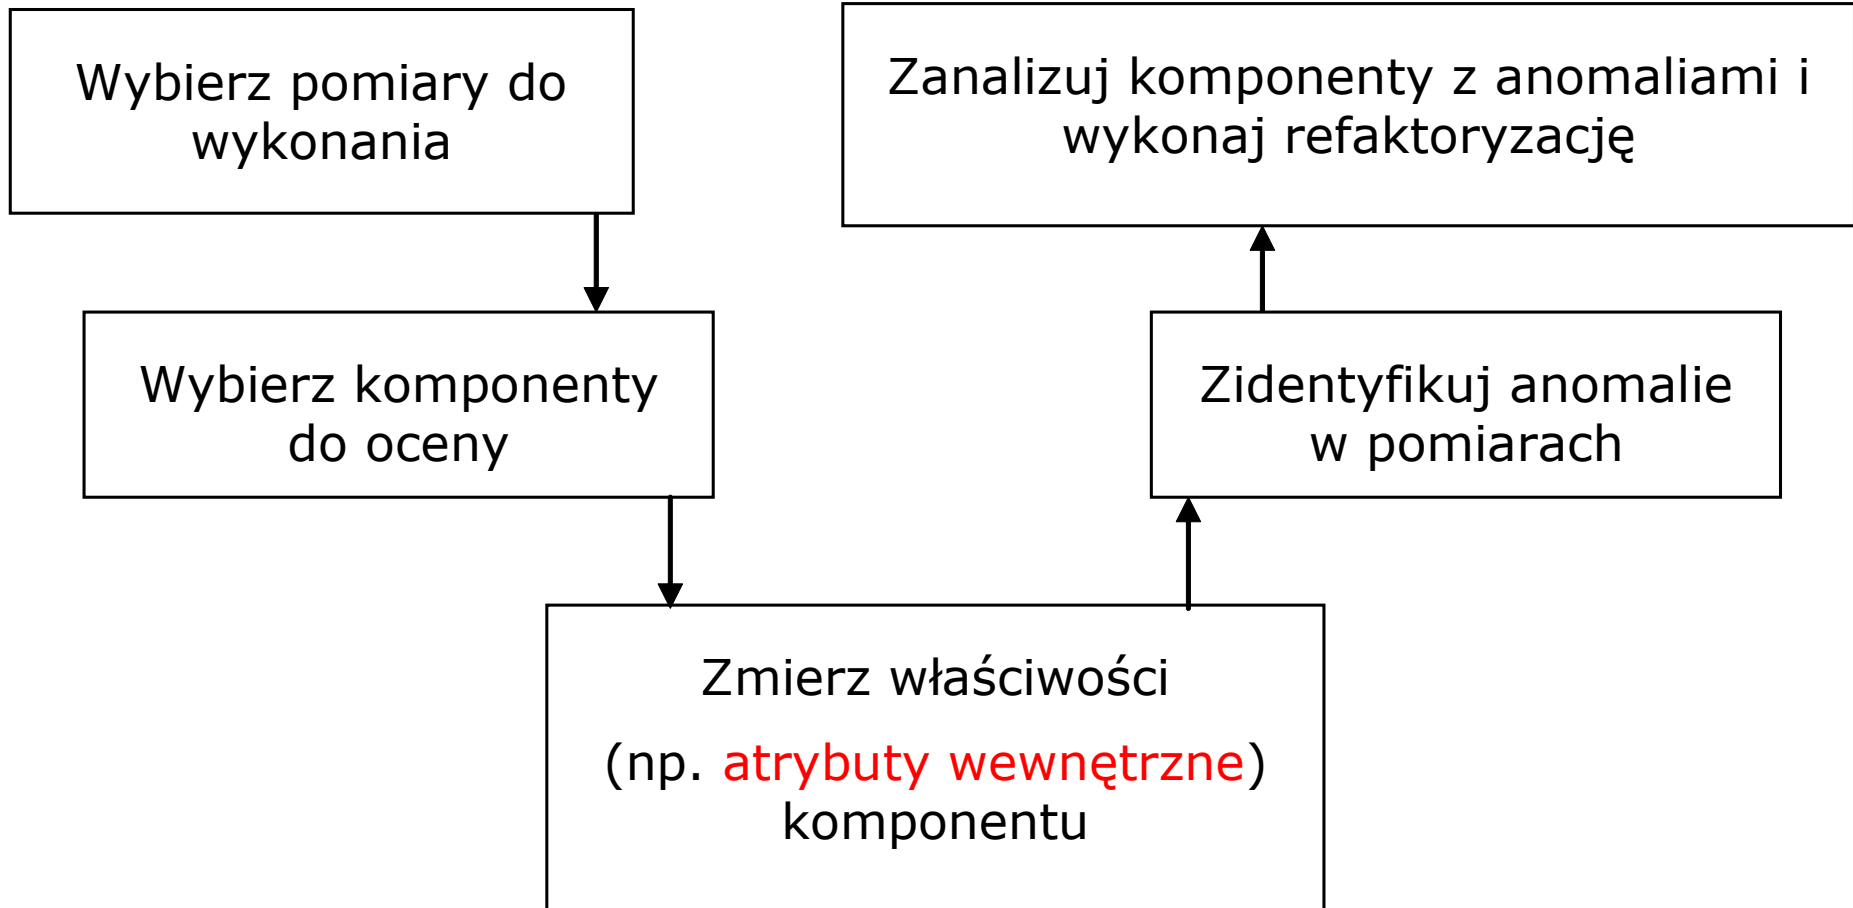 Wybierz pomiary do
wykonania
Zanalizuj komponenty z anomaliami i
wykonaj refaktoryzację
Wybierz komponenty
do oceny
Zidentyfikuj anomalie
w pomiarach
Zmierz właściwości
(np. atrybuty wewnętrzne)
komponentu